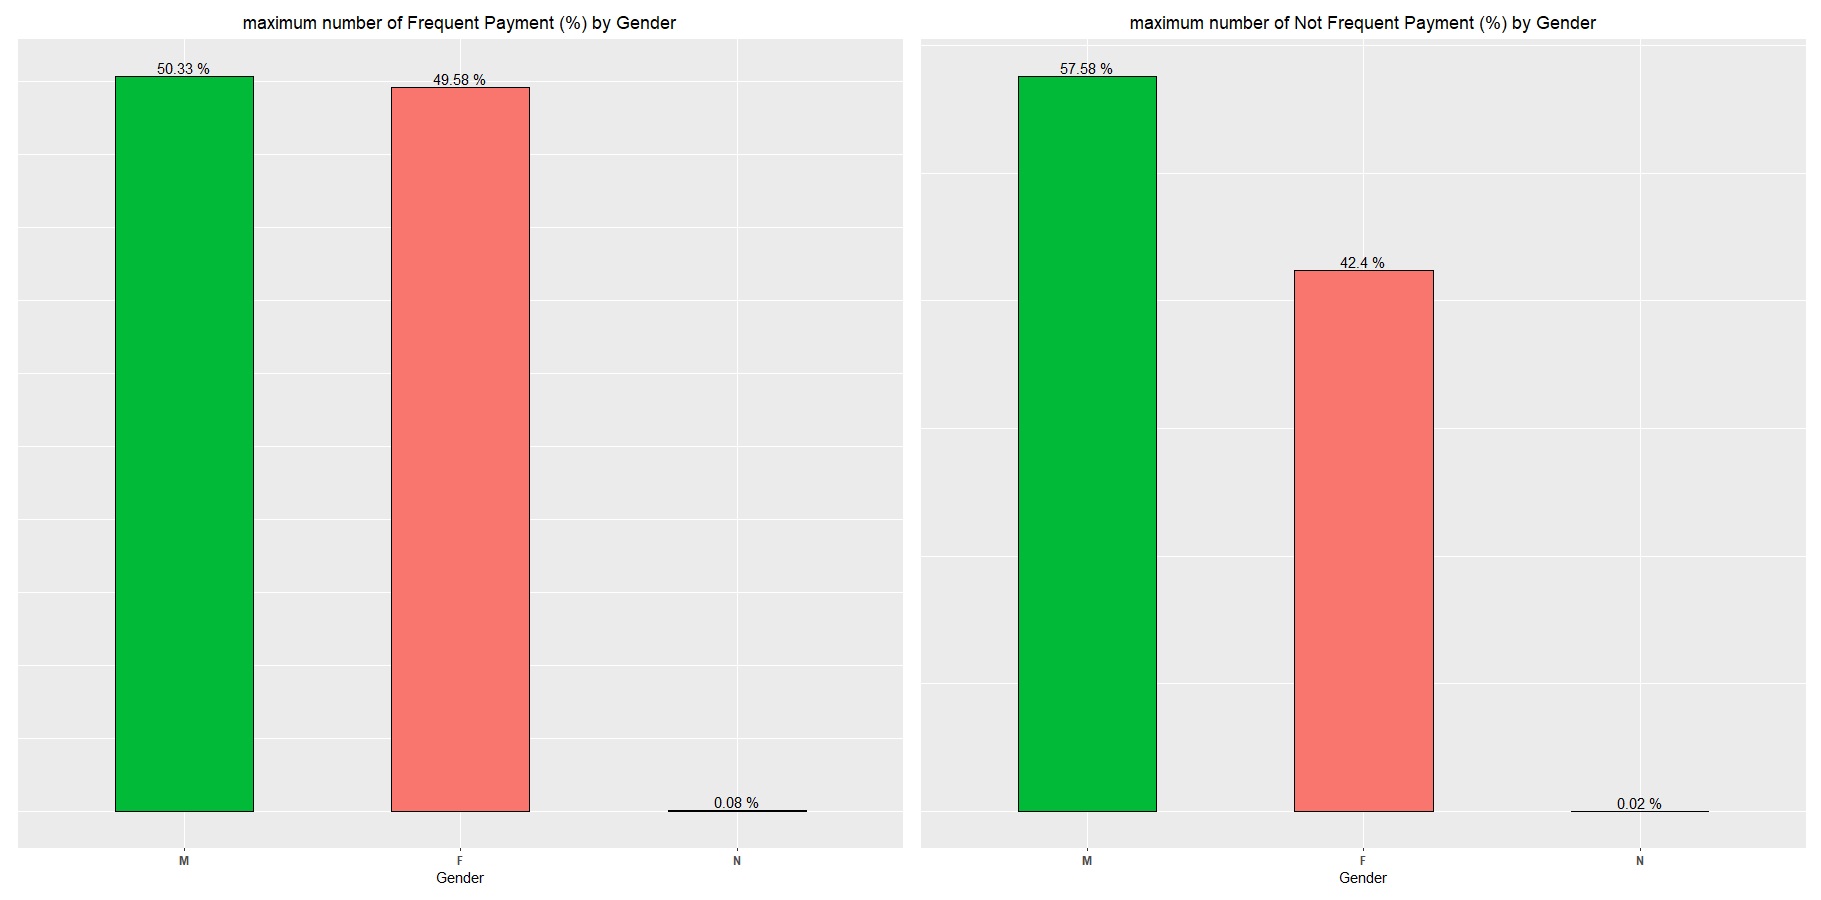 maximum number of Frequent Payment (%) by Gender
50.33 %
49.58 %
0.08 %
M
F
N
Gender
maximum number of Not Frequent Payment (%) by Gender
57.58 %
42.4 %
0.02 %
M
F
N
Gender